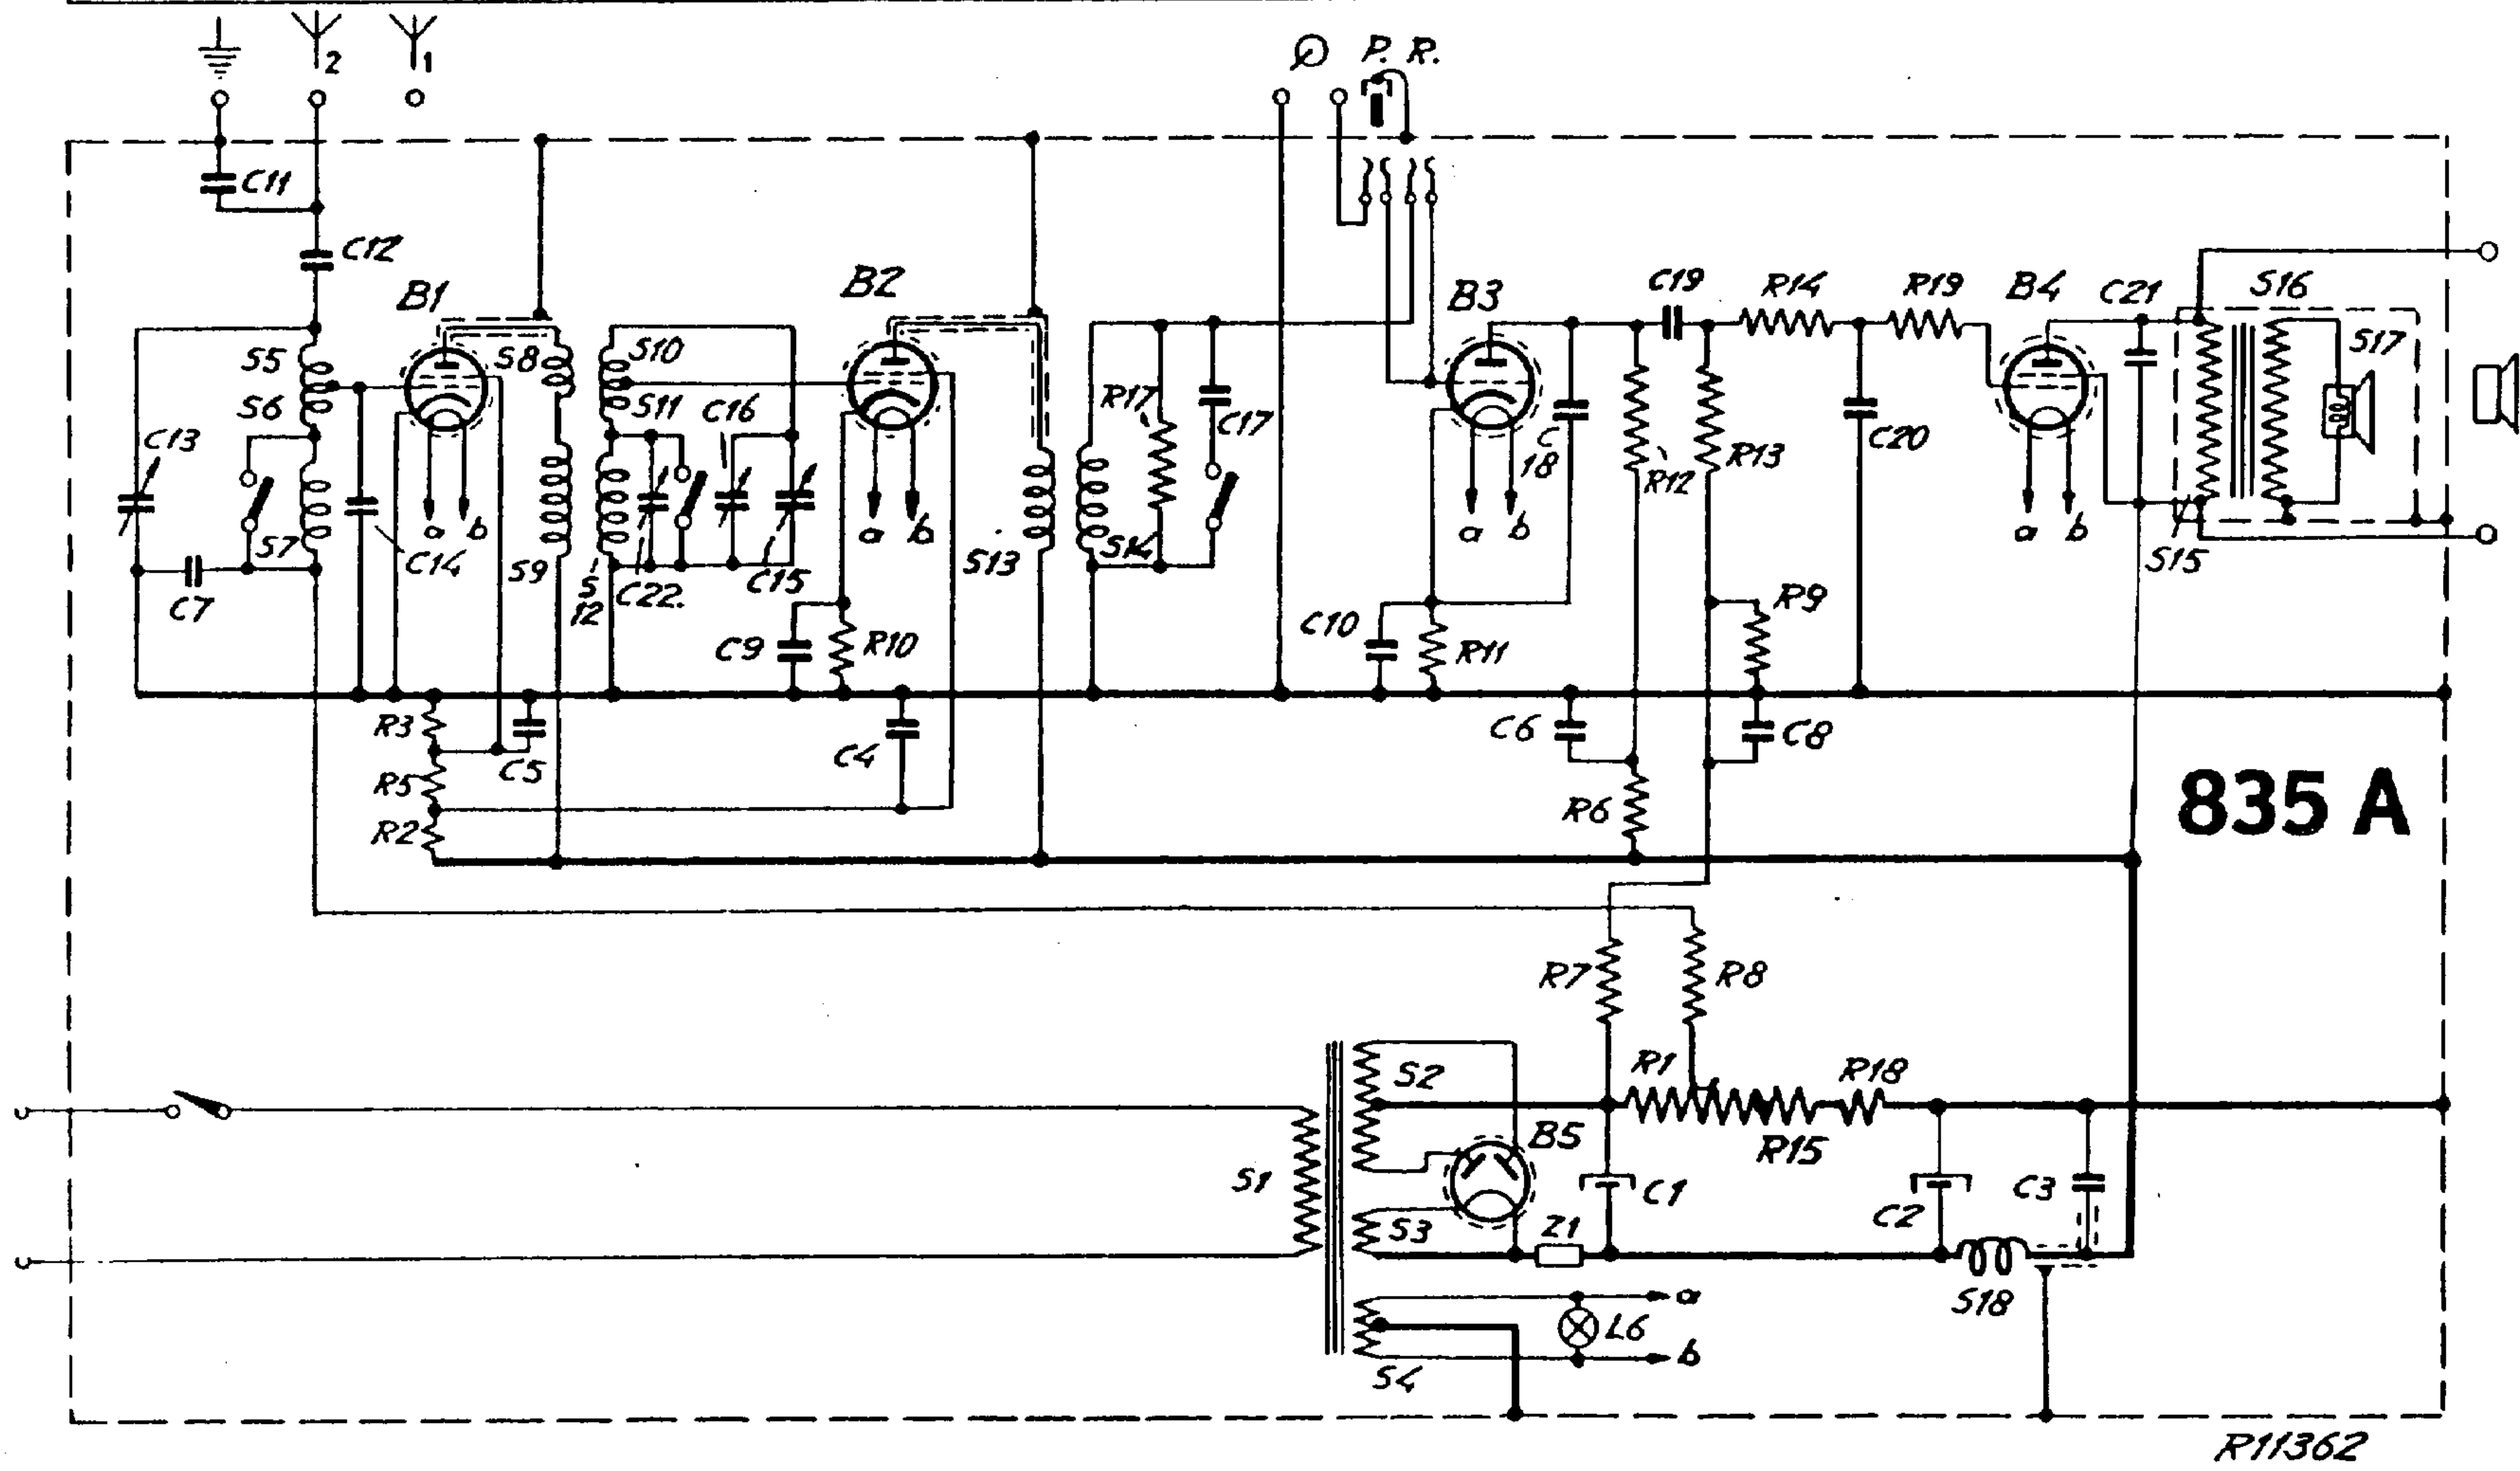 2 1
P. R.
C11
C12
B1
B2
B3
C19
R14
R19
B4
C21
S16
S5
S8
S10
S17
S6
S11
C16
R17
C17
C13
C
18
R12
R13
C20
a b
a b
a b
a b
S7
C14
S9
S
12
C22.
C15
S13
S14
S15
C7
C9
R10
C10
R11
R9
R3
C5
C4
C6
C8
R5
R2
R6
835 A
R7
R8
S2
R1
R18
B5
R15
S1
S3
Z1
C1
C2
C3
a
L6
b
S18
S4
R11362